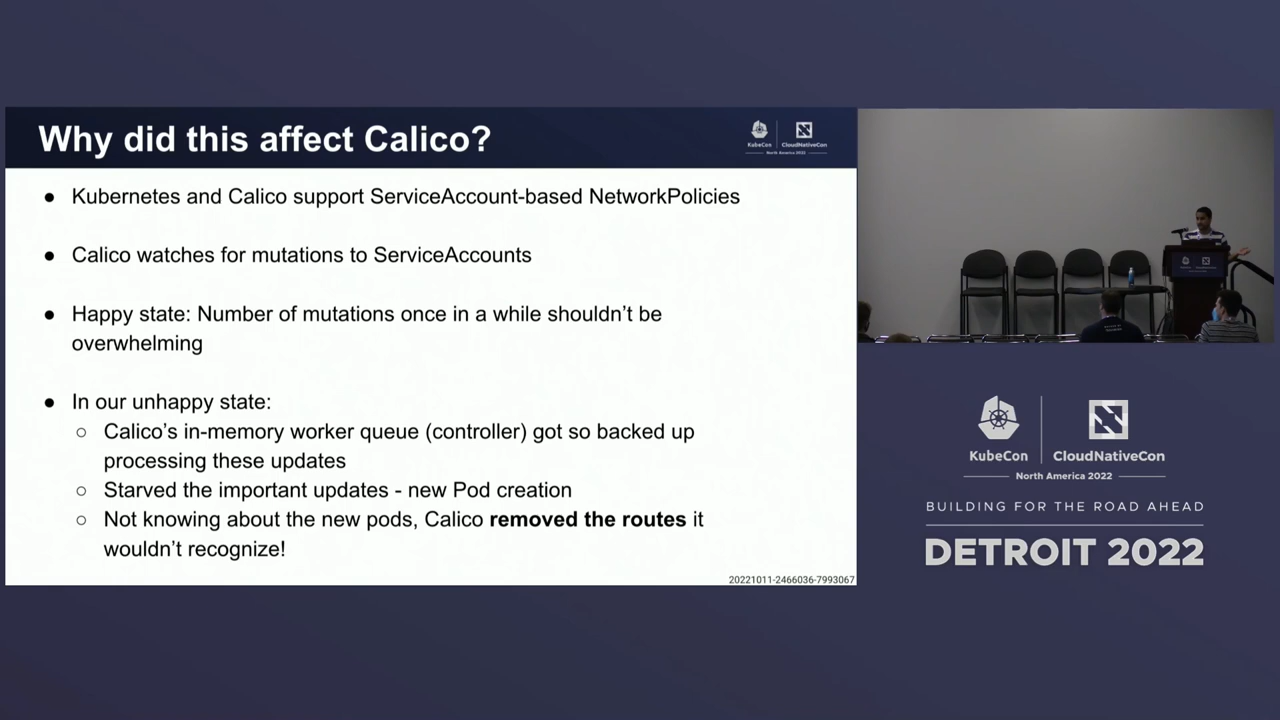 Why did this affect Calico?
KubeCon
CloudNativeCon
North America 2022
● Kubernetes and Calico support ServiceAccount-based NetworkPolicies
● Calico watches for mutations to ServiceAccounts
● Happy state: Number of mutations once in a while shouldn't be
overwhelming
● In our unhappy state:
○ Calico's in-memory worker queue (controller) got so backed up
processing these updates
○ Starved the important updates - new Pod creation
○ Not knowing about the new pods, Calico removed the routes it
wouldn't recognize!
20221011-2466036-7993067
KubeCon
CloudNativeCon
North America 2022
BUILDING FOR THE ROAD AHEAD
DETROIT 2022